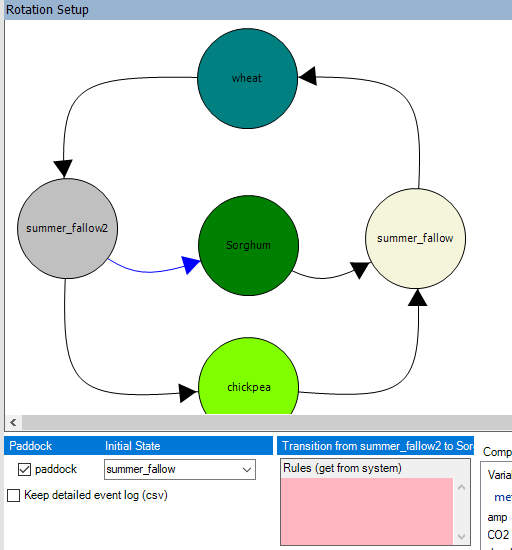 Rotation Setup
wheat
summer_fallow2
Sorghum
summer_fallow
chickpea
Paddock
Initial State
paddock
summer_fallow
Keep detailed event log (csv)
Transition from summer_fallow2 to Sor
Rules (get from system)
Comp
Varia
me
amp
CO2